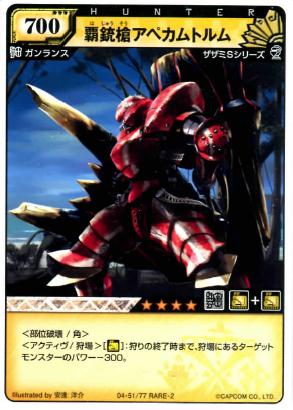 HUNTER
700
はじゅうそう
覇銃槍アペカムトルム
ガンランス
ザザミSシリーズ
<部位破壊 / 角>
<アクティヴ / 狩場> [ ]:狩りの終了時まで、狩場にあるターゲット
モンスターのパワー−300。
Illustrated by 安達 洋介
04-51/77 RARE-2
©CAPCOM CO., LTD.